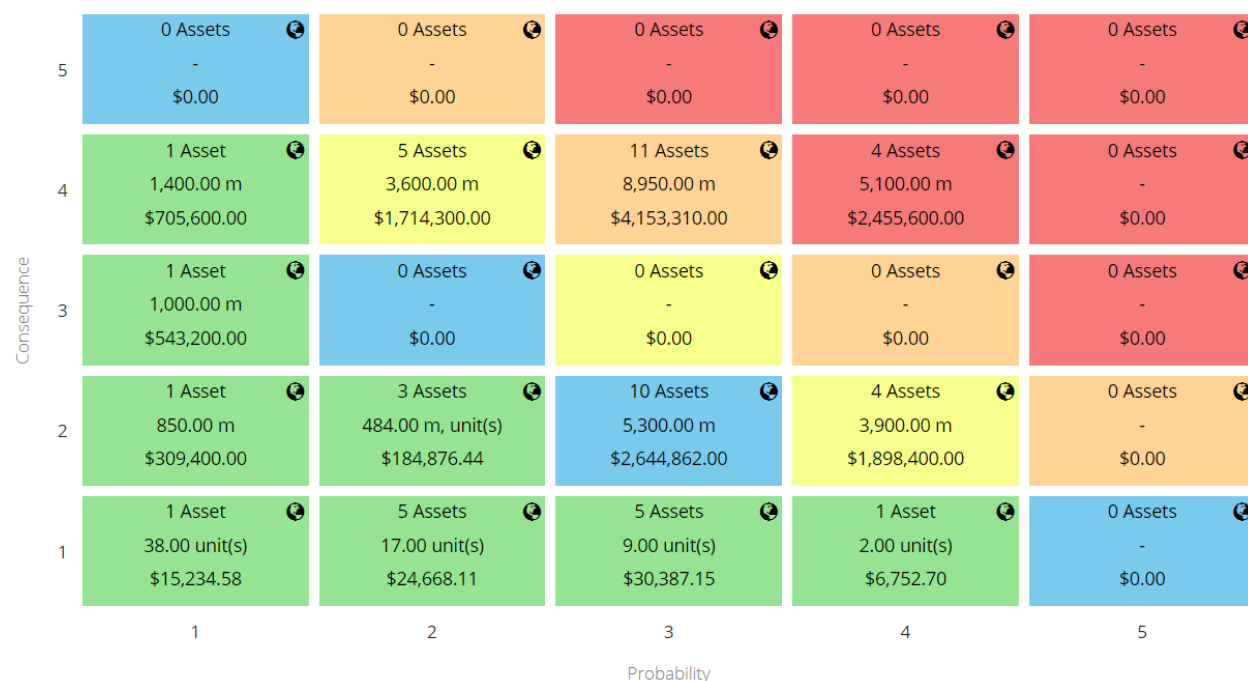 0 Assets 0 Assets 0 Assets 0 Assets 0 Assets
5 - - - - -
$0.00 $0.00 $0.00 $0.00 $0.00
1 Asset 5 Assets 11 Assets 4 Assets 0 Assets
4 1,400.00 m 3,600.00 m 8,950.00 m 5,100.00 m -
$705,600.00 $1,714,300.00 $4,153,310.00 $2,455,600.00 $0.00
Consequence
1 Asset 0 Assets 0 Assets 0 Assets 0 Assets
3 1,000.00 m - - - -
$543,200.00 $0.00 $0.00 $0.00 $0.00
1 Asset 3 Assets 10 Assets 4 Assets 0 Assets
2 850.00 m 484.00 m, unit(s) 5,300.00 m 3,900.00 m -
$309,400.00 $184,876.44 $2,644,862.00 $1,898,400.00 $0.00
1 Asset 5 Assets 5 Assets 1 Asset 0 Assets
1 38.00 unit(s) 17.00 unit(s) 9.00 unit(s) 2.00 unit(s) -
$15,234.58 $24,668.11 $30,387.15 $6,752.70 $0.00
1 2 3 4 5
Probability